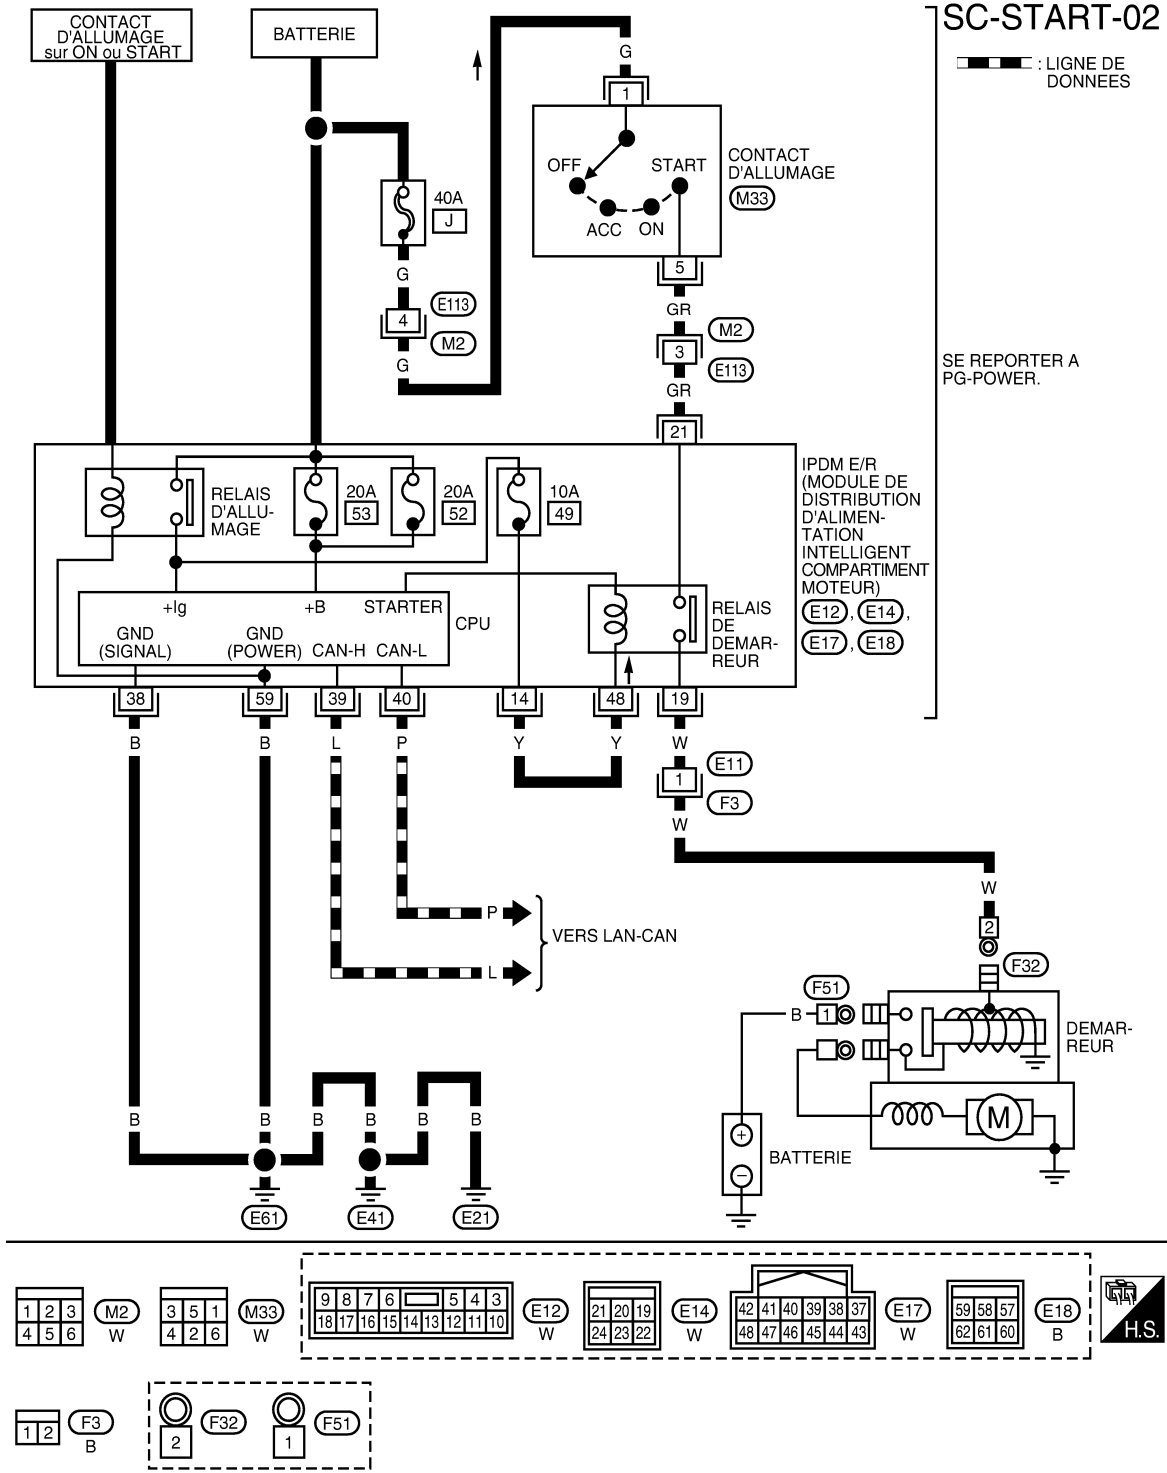 SC-START-02
CONTACT
D'ALLUMAGE
sur ON ou START
BATTERIE
: LIGNE DE
DONNEES
G
1
OFF
START
ACC
ON
CONTACT
D'ALLUMAGE
M33
40A
J
G
4
E113
M2
G
5
GR
3
M2
E113
GR
21
SE REPORTER A
PG-POWER.
RELAIS
D'ALLU-
MAGE
20A
53
20A
52
10A
49
IPDM E/R
(MODULE DE
DISTRIBUTION
D'ALIMEN-
TATION
INTELLIGENT
COMPARTIMENT
MOTEUR)
E12 , E14 ,
E17 , E18
+Ig
+B
STARTER
CPU
GND
(SIGNAL)
GND
(POWER)
CAN-H
CAN-L
RELAIS
DE
DEMAR-
REUR
38
59
39
40
14
48
19
B
B
L
P
Y
Y
W
1
E11
F3
W
W
2
F32
P
L
VERS LAN-CAN
F51
B
1
DEMAR-
REUR
M
+
−
BATTERIE
B
B
B
B
B
B
E61
E41
E21
1 2 3
4 5 6
M2
W
3 5 1
4 2 6
M33
W
9 8 7 6 5 4 3
18 17 16 15 14 13 12 11 10
E12
W
21 20 19
24 23 22
E14
W
42 41 40 39 38 37
48 47 46 45 44 43
E17
W
59 58 57
62 61 60
E18
B
H.S.
1 2
F3
B
2
F32
1
F51